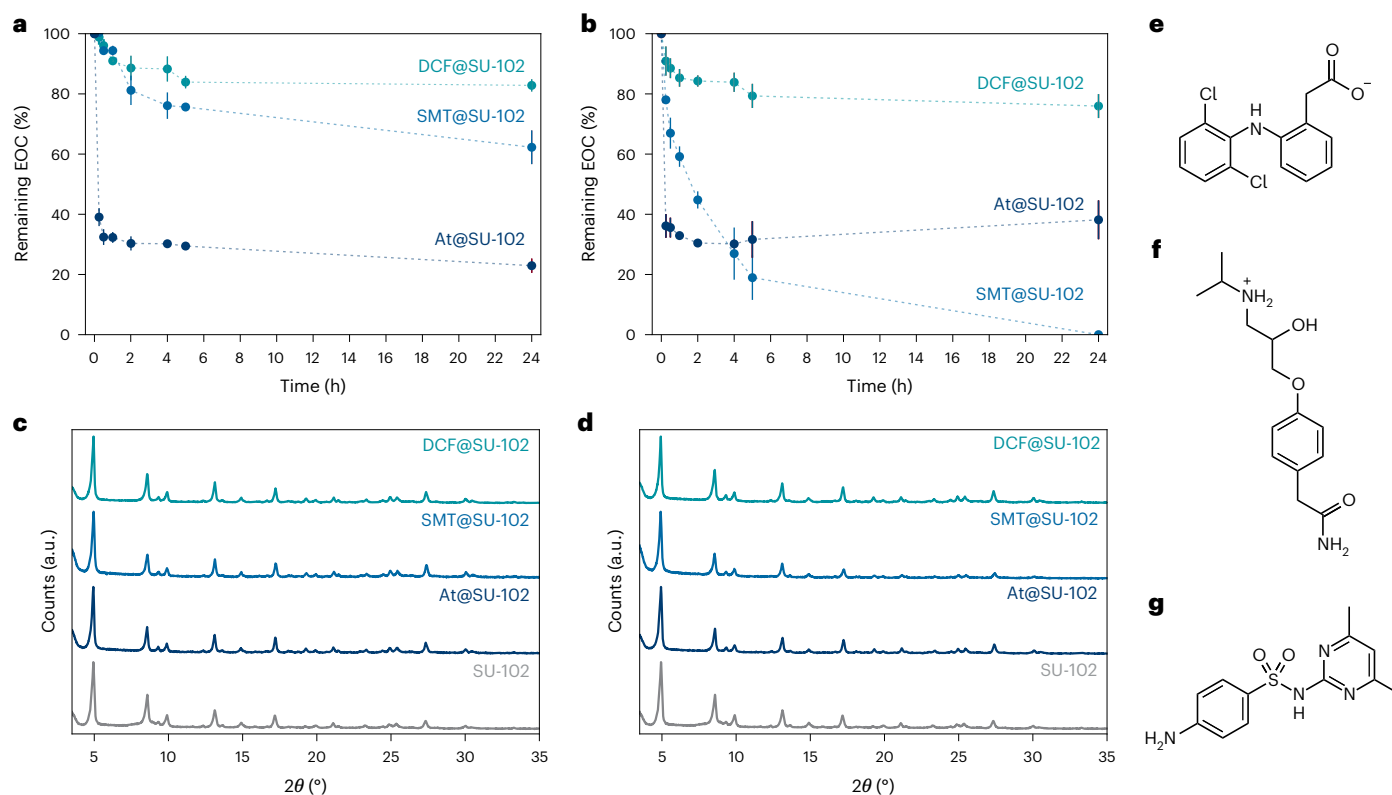 a
100
80
60
40
20
0
Remaining EOC (%)
DCF@SU-102
SMT@SU-102
At@SU-102
0 2 4 6 8 10 12 14 16 18 20 22 24
Time (h)
b
100
80
60
40
20
0
Remaining EOC (%)
DCF@SU-102
At@SU-102
SMT@SU-102
0 2 4 6 8 10 12 14 16 18 20 22 24
Time (h)
c
Counts (a.u.)
DCF@SU-102
SMT@SU-102
At@SU-102
SU-102
5 10 15 20 25 30 35
2θ (°)
d
Counts (a.u.)
DCF@SU-102
SMT@SU-102
At@SU-102
SU-102
5 10 15 20 25 30 35
2θ (°)
e
O
Cl
H
N
O−
Cl
f
+
NH2
OH
O
O
NH2
g
O O
N
S
N
N
H
H2N